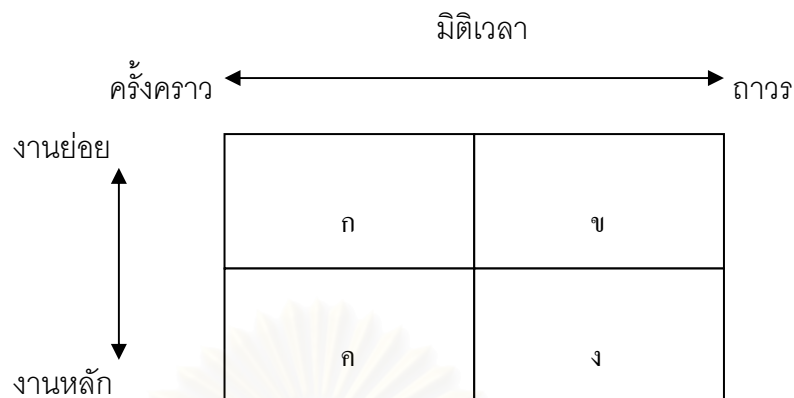 มิติเวลา
ครั้งคราว ถาวร
งานย่อย
ก ข
ค ง
งานหลัก